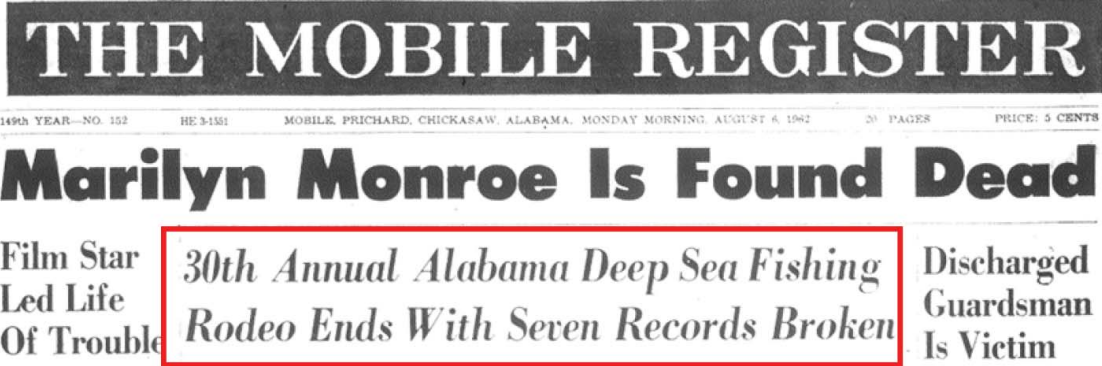 THE MOBILE REGISTER
149th YEAR—NO. 152 HE 3-1551 MOBILE, PRICHARD, CHICKASAW, ALABAMA, MONDAY MORNING, AUGUST 6, 1962 20 PAGES PRICE: 5 CENTS
Marilyn Monroe Is Found Dead
Film Star
Led Life
Of Trouble
30th Annual Alabama Deep Sea Fishing
Rodeo Ends With Seven Records Broken
Discharged
Guardsman
Is Victim